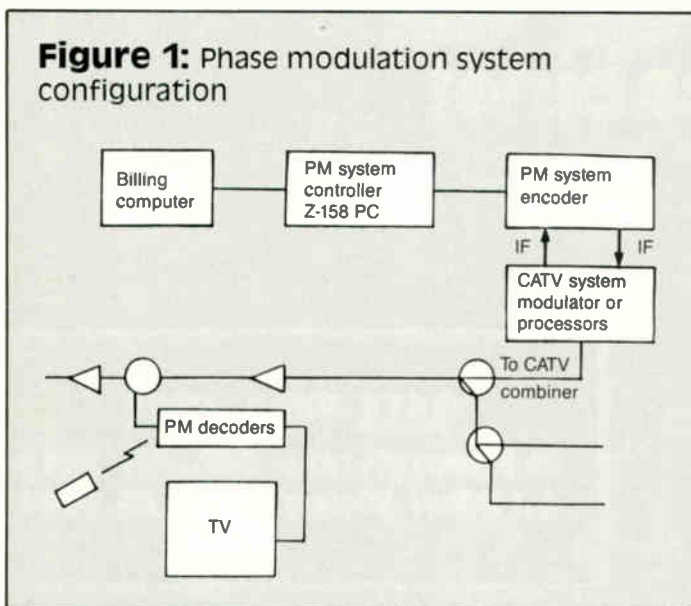 Figure 1: Phase modulation system
configuration
Billing
computer
PM system
controller
Z-158 PC
PM system
encoder
IF
IF
CATV system
modulator or
processors
To CATV
combiner
PM decoders
TV